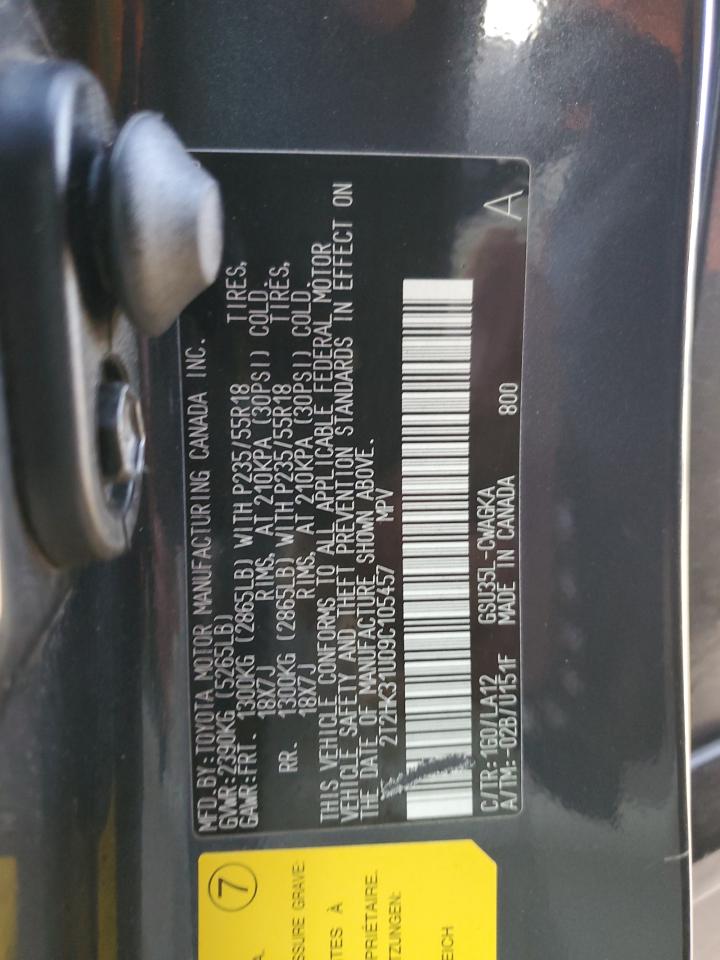 MFD.BY:TOYOTA MOTOR MANUFACTURING CANADA INC.
GVWR:2390KG (5265LB)
GAWR:FRT. 1300KG (2865LB) WITH P235/55R18 TIRES,
18X7J RIMS, AT 210KPA (30PSI) COLD.
RR. 1300KG (2865LB) WITH P235/55R18 TIRES,
18X7J RIMS, AT 210KPA (30PSI) COLD.
THIS VEHICLE CONFORMS TO ALL APPLICABLE FEDERAL MOTOR
VEHICLE SAFETY AND THEFT PREVENTION STANDARDS IN EFFECT ON
THE DATE OF MANUFACTURE SHOWN ABOVE.
2T2HK31U09C105457 MPV
C/TR:1G0/LA12 GSU35L-CWAGKA
A/TM:-02B/U151F MADE IN CANADA 800
A
7
A.
SSURE GRAVE:
TES À
PRIÉTAIRE.
TZUNGEN:
EICH